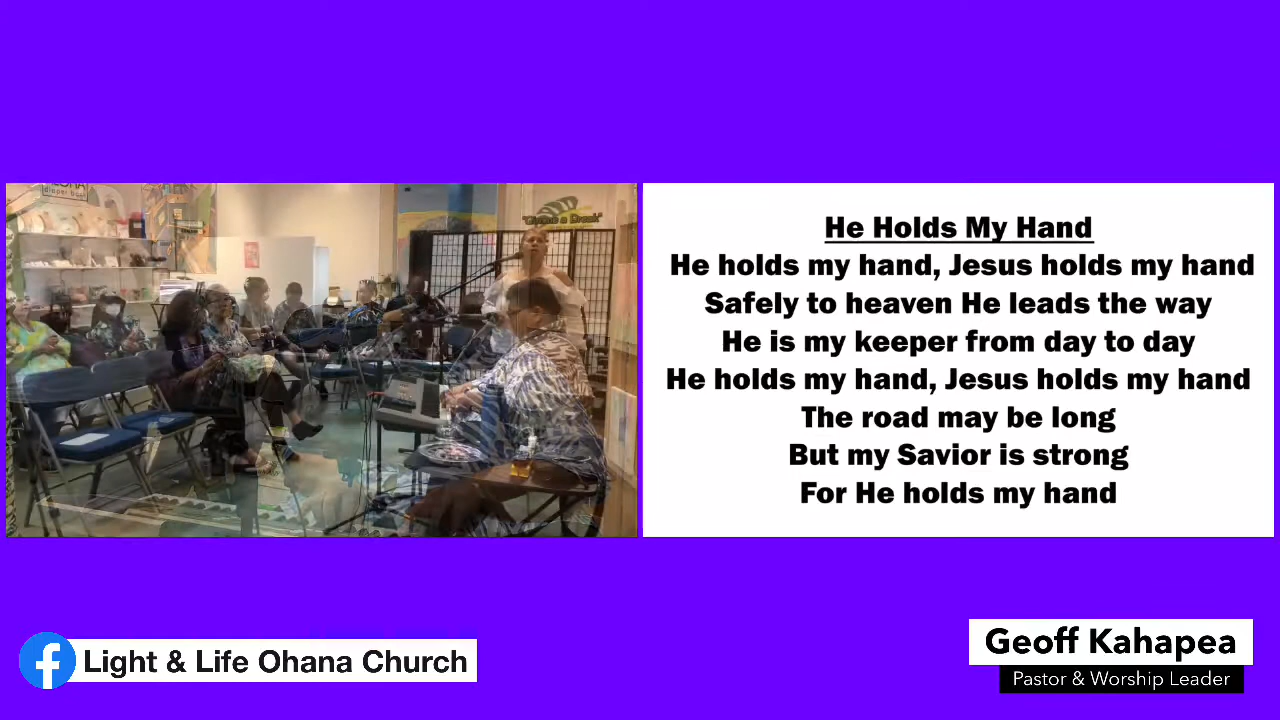 diaper bank
He Holds My Hand
He holds my hand, Jesus holds my hand
Safely to heaven He leads the way
He is my keeper from day to day
He holds my hand, Jesus holds my hand
The road may be long
But my Savior is strong
For He holds my hand
Light & Life Ohana Church
Geoff Kahapea
Pastor & Worship Leader